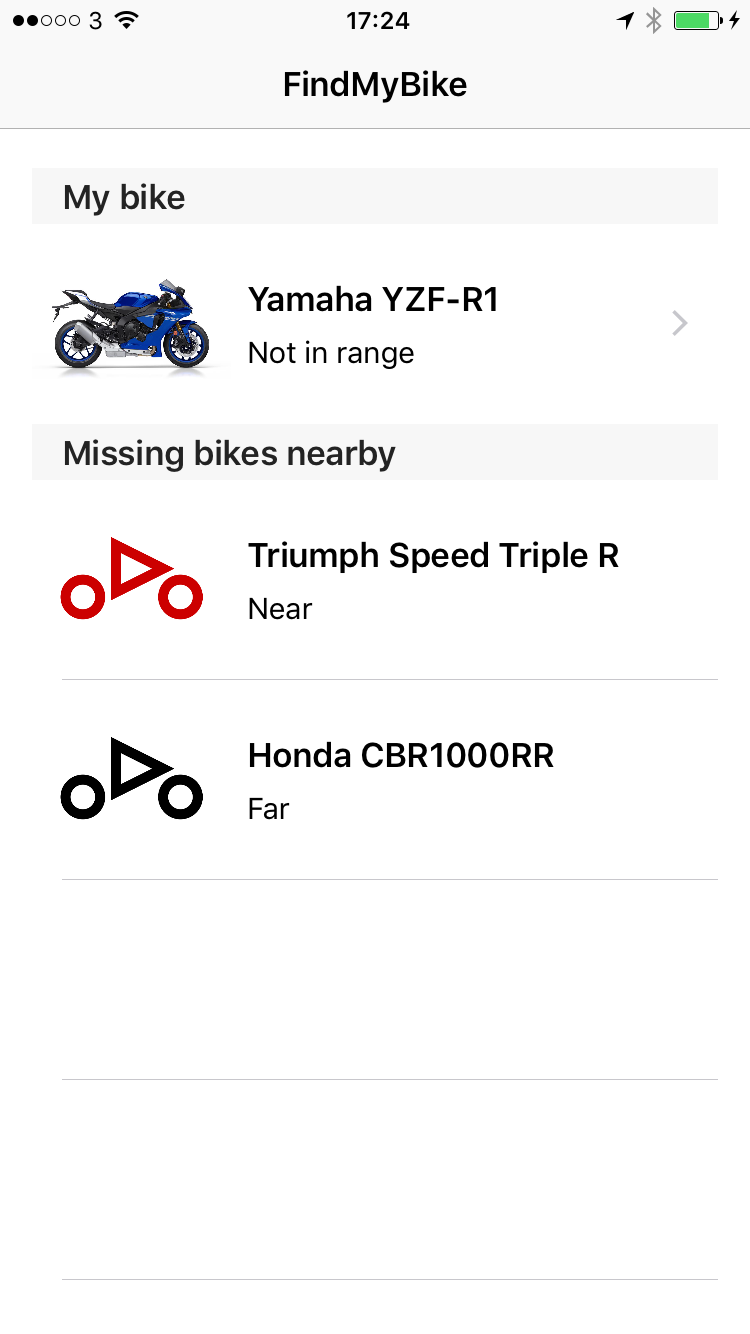 3 17:24
FindMyBike
My bike
Yamaha YZF-R1
Not in range
Missing bikes nearby
Triumph Speed Triple R
Near
Honda CBR1000RR
Far